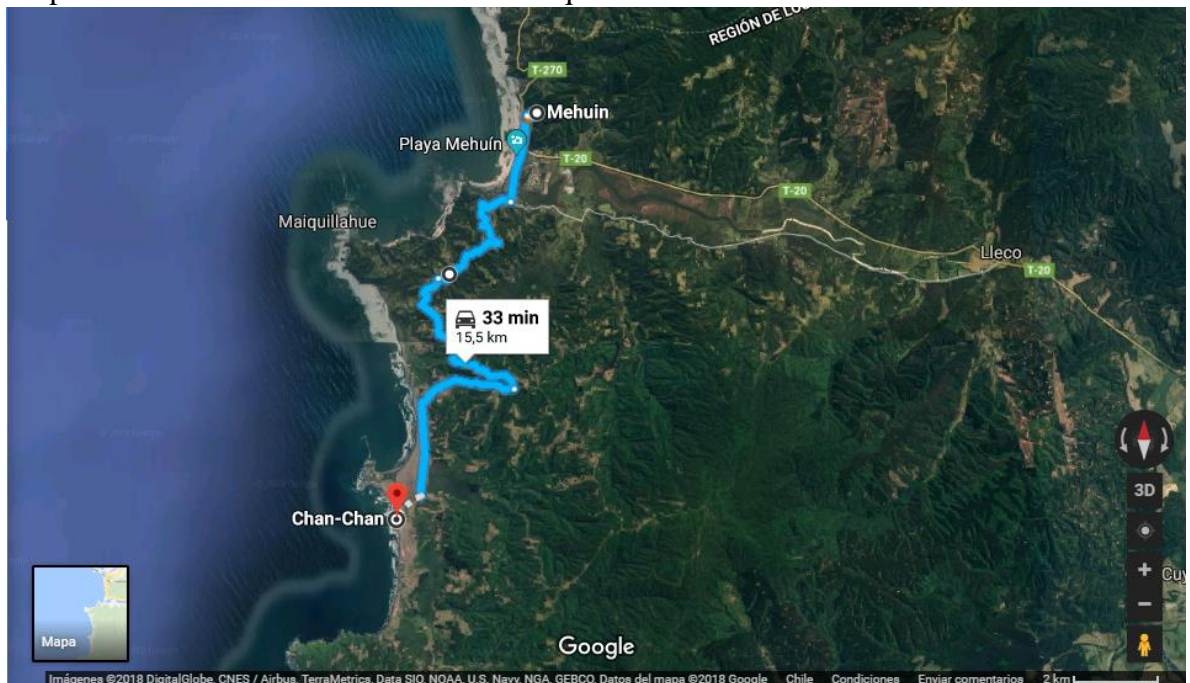 REGIÓN DE LOS
T-270
Mehuin
Playa Mehuín
T-20
T-20
Maiquillahue
Lleco
T-20
33 min
15,5 km
Chan-Chan
3D
Mapa
Google
Imágenes ©2018 DigitalGlobe, CNES / Airbus, TerraMetrics, Data SIO, NOAA, U.S. Navy, NGA, GEBCO, Datos del mapa ©2018 Google Chile Condiciones Enviar comentarios 2 km